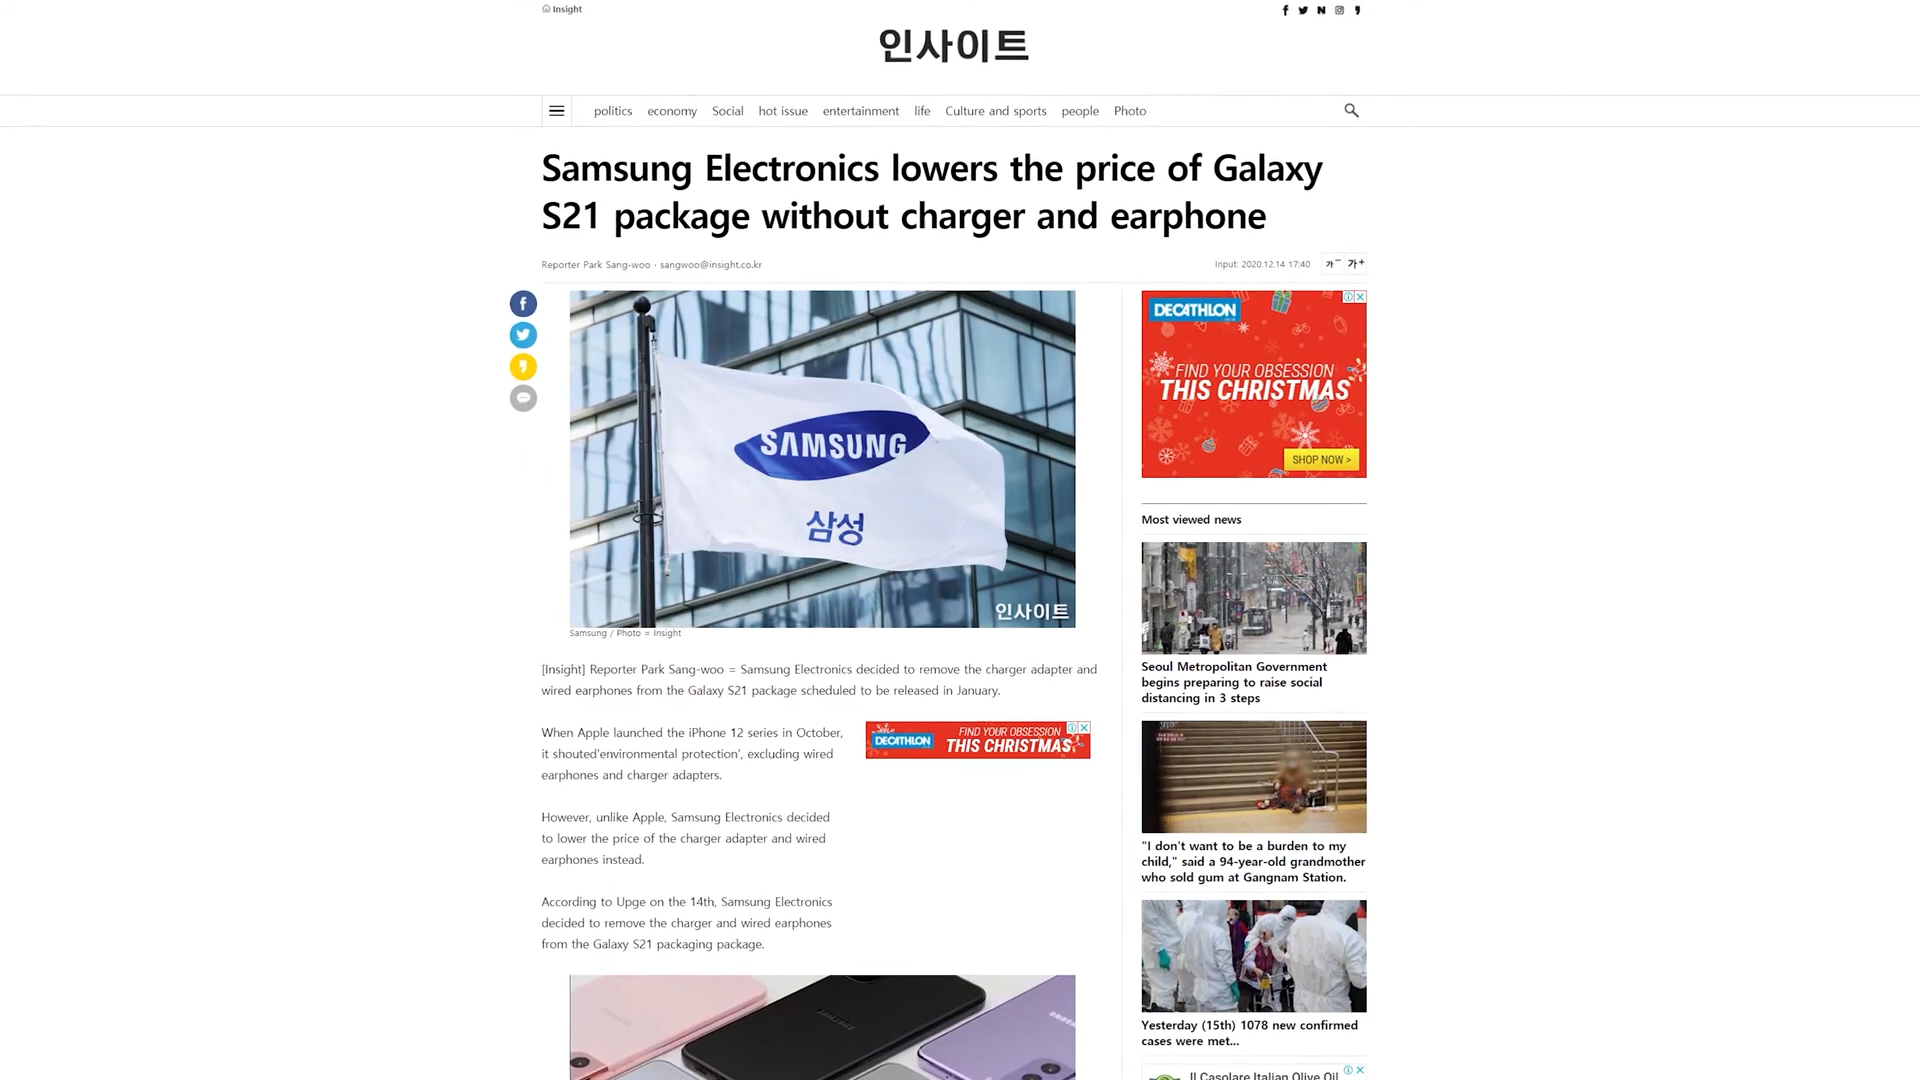 Insight
인사이트
politics economy Social hot issue entertainment life Culture and sports people Photo
Samsung Electronics lowers the price of Galaxy
S21 package without charger and earphone
Reporter Park Sang-woo · sangwoo@insight.co.kr
Input: 2020.12.14 17:40
가- 가+
SAMSUNG
삼성
인사이트
Samsung / Photo = Insight
[Insight] Reporter Park Sang-woo = Samsung Electronics decided to remove the charger adapter and
wired earphones from the Galaxy S21 package scheduled to be released in January.
When Apple launched the iPhone 12 series in October,
it shouted'environmental protection', excluding wired
earphones and charger adapters.
DECATHLON
FIND YOUR OBSESSION
THIS CHRISTMAS
However, unlike Apple, Samsung Electronics decided
to lower the price of the charger adapter and wired
earphones instead.
According to Upge on the 14th, Samsung Electronics
decided to remove the charger and wired earphones
from the Galaxy S21 packaging package.
SAMSUNG
DECATHLON
FIND YOUR OBSESSION
THIS CHRISTMAS
SHOP NOW >
Most viewed news
Seoul Metropolitan Government
begins preparing to raise social
distancing in 3 steps
"I don't want to be a burden to my
child," said a 94-year-old grandmother
who sold gum at Gangnam Station.
Yesterday (15th) 1078 new confirmed
cases were met...
Il Casolare Italian Olive Oil